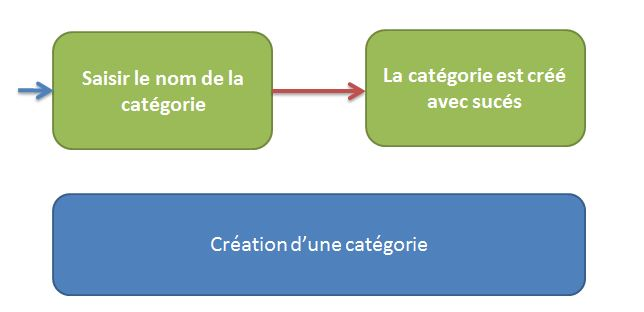 Saisir le nom de la
catégorie
La catégorie est créé
avec sucés
Création d’une catégorie